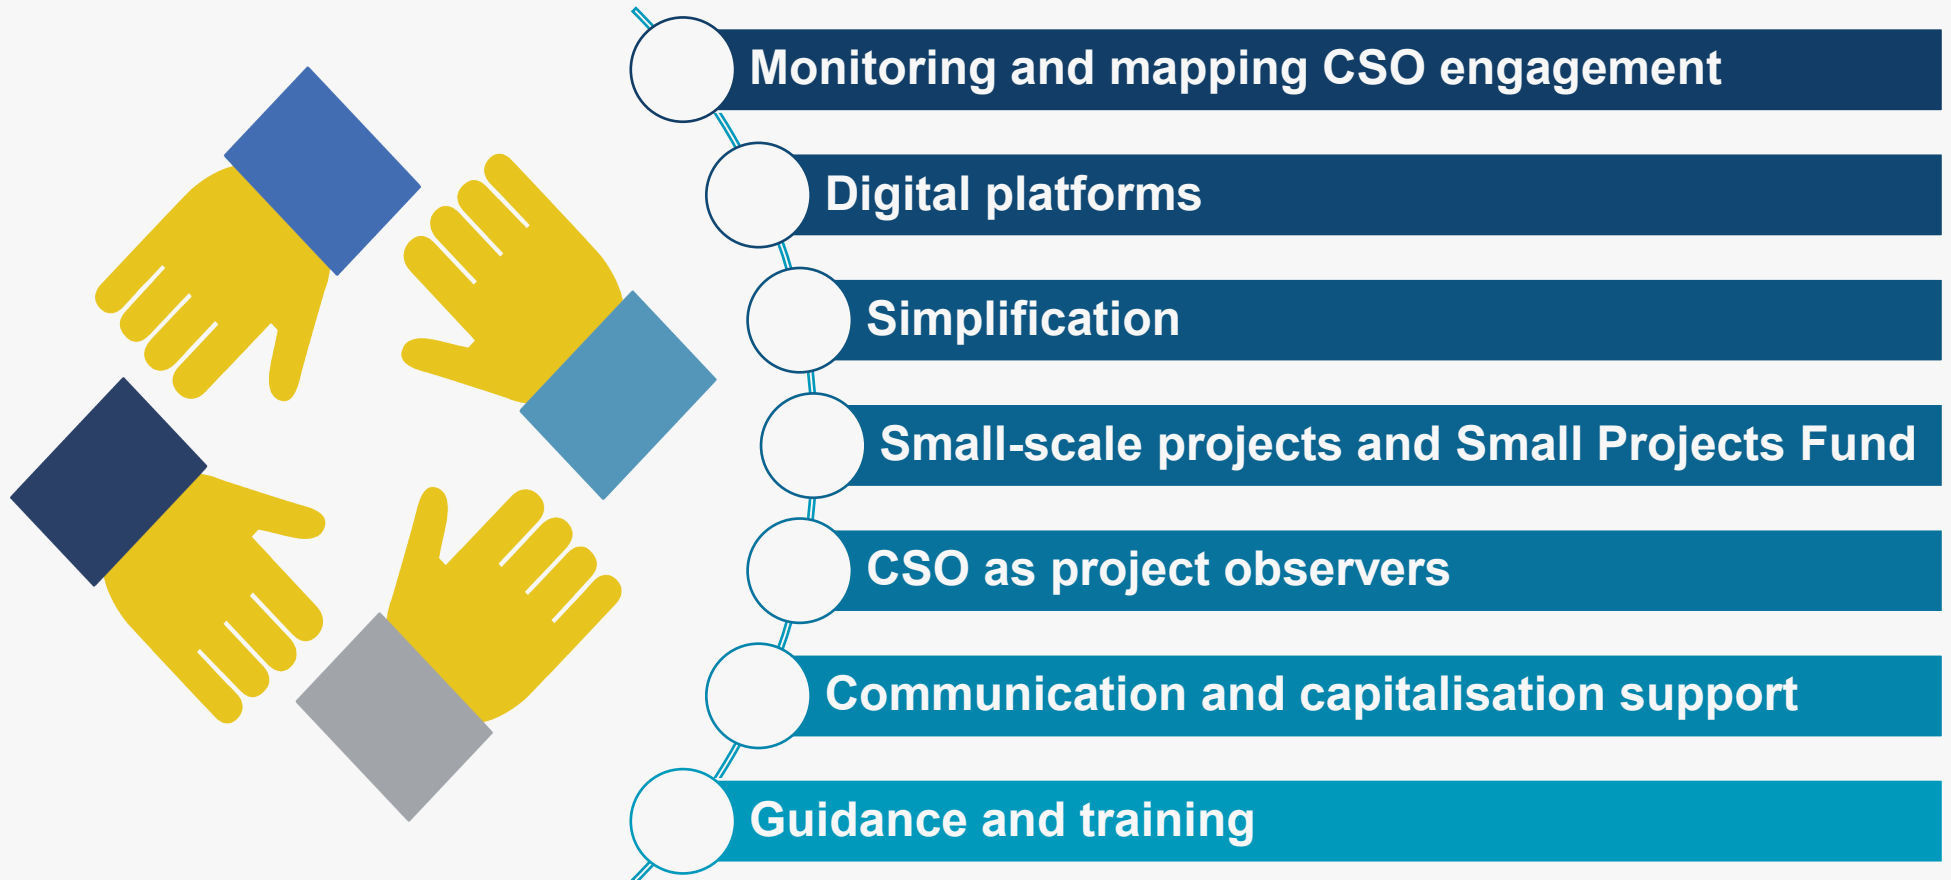 Monitoring and mapping CSO engagement
Digital platforms
Simplification
Small-scale projects and Small Projects Fund
CSO as project observers
Communication and capitalisation support
Guidance and training